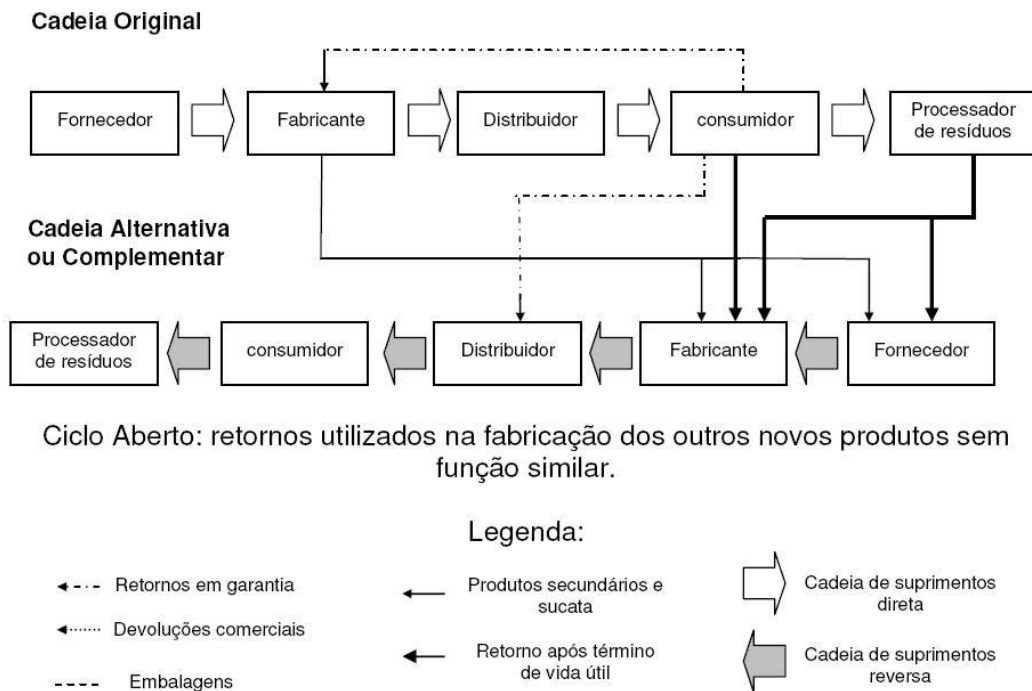 Cadeia Original
Fornecedor
Fabricante
Distribuidor
consumidor
Processador
de resíduos
Cadeia Alternativa
ou Complementar
Processador
de resíduos
consumidor
Distribuidor
Fabricante
Fornecedor
Ciclo Aberto: retornos utilizados na fabricação dos outros novos produtos sem
função similar.
Legenda:
Retornos em garantia
Devoluções comerciais
Embalagens
Produtos secundários e
sucata
Retorno após término
de vida útil
Cadeia de suprimentos
direta
Cadeia de suprimentos
reversa